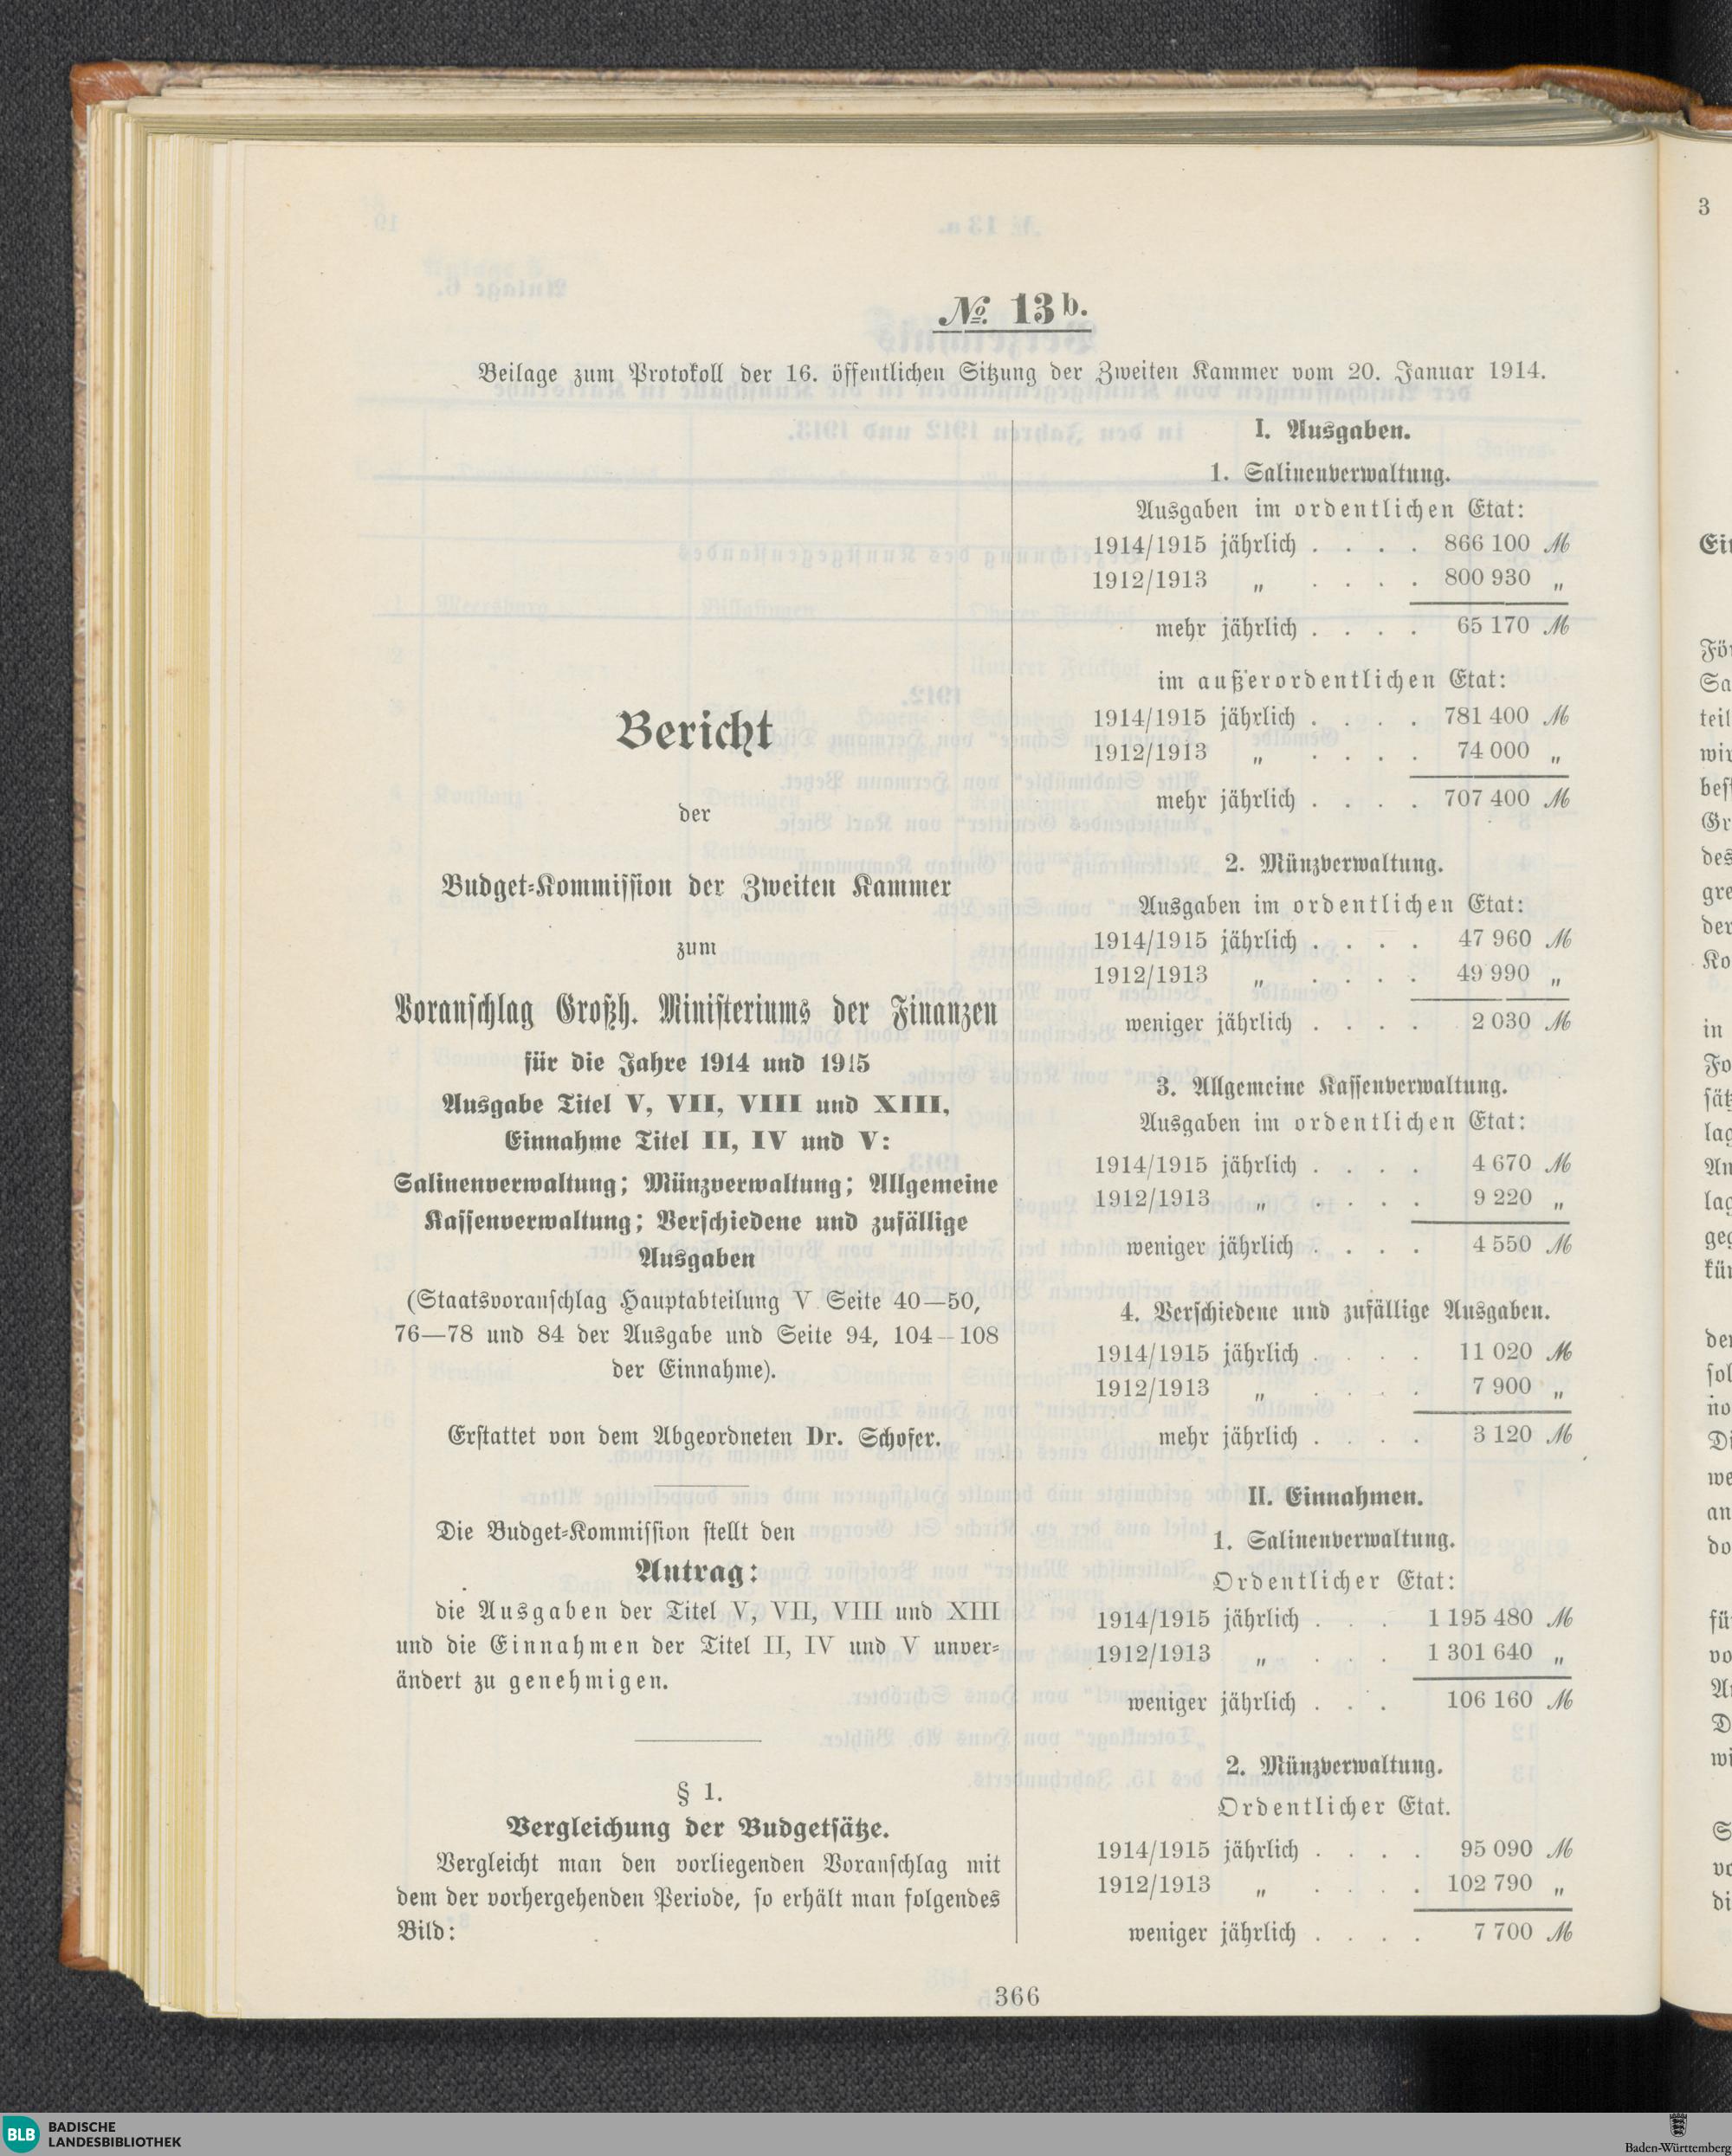 № 13 b.
Beilage zum Protokoll der 16. öffentlichen Sitzung der Zweiten Kammer vom 20. Januar 1914.
Bericht
der
Budget-Kommission der Zweiten Kammer
zum
Voranschlag Großh. Ministeriums der Finanzen
für die Jahre 1914 und 1915
Ausgabe Titel V, VII, VIII und XIII,
Einnahme Titel II, IV und V:
Salinenverwaltung; Münzverwaltung; Allgemeine
Kassenverwaltung; Verschiedene und zufällige
Ausgaben
(Staatsvoranschlag Hauptabteilung V Seite 40—50,
76—78 und 84 der Ausgabe und Seite 94, 104—108
der Einnahme).
Erstattet von dem Abgeordneten Dr. Schofer.
Die Budget-Kommission stellt den
Antrag:
die Ausgaben der Titel V, VII, VIII und XIII
und die Einnahmen der Titel II, IV und V unver-
ändert zu genehmigen.
§ 1.
Vergleichung der Budgetsätze.
Vergleicht man den vorliegenden Voranschlag mit
dem der vorhergehenden Periode, so erhält man folgendes
Bild:
I. Ausgaben.
1. Salinenverwaltung.
Ausgaben im ordentlichen Etat:
1914/1915 jährlich . . . . 866 100 ℳ
1912/1913 „ . . . . 800 930 „
mehr jährlich . . . . 65 170 ℳ
im außerordentlichen Etat:
1914/1915 jährlich . . . . 781 400 ℳ
1912/1913 „ . . . . 74 000 „
mehr jährlich . . . . 707 400 ℳ
2. Münzverwaltung.
Ausgaben im ordentlichen Etat:
1914/1915 jährlich . . . . 47 960 ℳ
1912/1913 „ . . . . 49 990 „
weniger jährlich . . . . 2 030 ℳ
3. Allgemeine Kassenverwaltung.
Ausgaben im ordentlichen Etat:
1914/1915 jährlich . . . . 4 670 ℳ
1912/1913 „ . . . . 9 220 „
weniger jährlich . . . . 4 550 ℳ
4. Verschiedene und zufällige Ausgaben.
1914/1915 jährlich . . . . 11 020 ℳ
1912/1913 „ . . . . 7 900 „
mehr jährlich . . . . 3 120 ℳ
II. Einnahmen.
1. Salinenverwaltung.
Ordentlicher Etat:
1914/1915 jährlich . . . 1 195 480 ℳ
1912/1913 „ . . . 1 301 640 „
weniger jährlich . . . 106 160 ℳ
2. Münzverwaltung.
Ordentlicher Etat.
1914/1915 jährlich . . . . 95 090 ℳ
1912/1913 „ . . . . 102 790 „
weniger jährlich . . . . 7 700 ℳ
366
BLB BADISCHE
LANDESBIBLIOTHEK
Baden-Württemberg